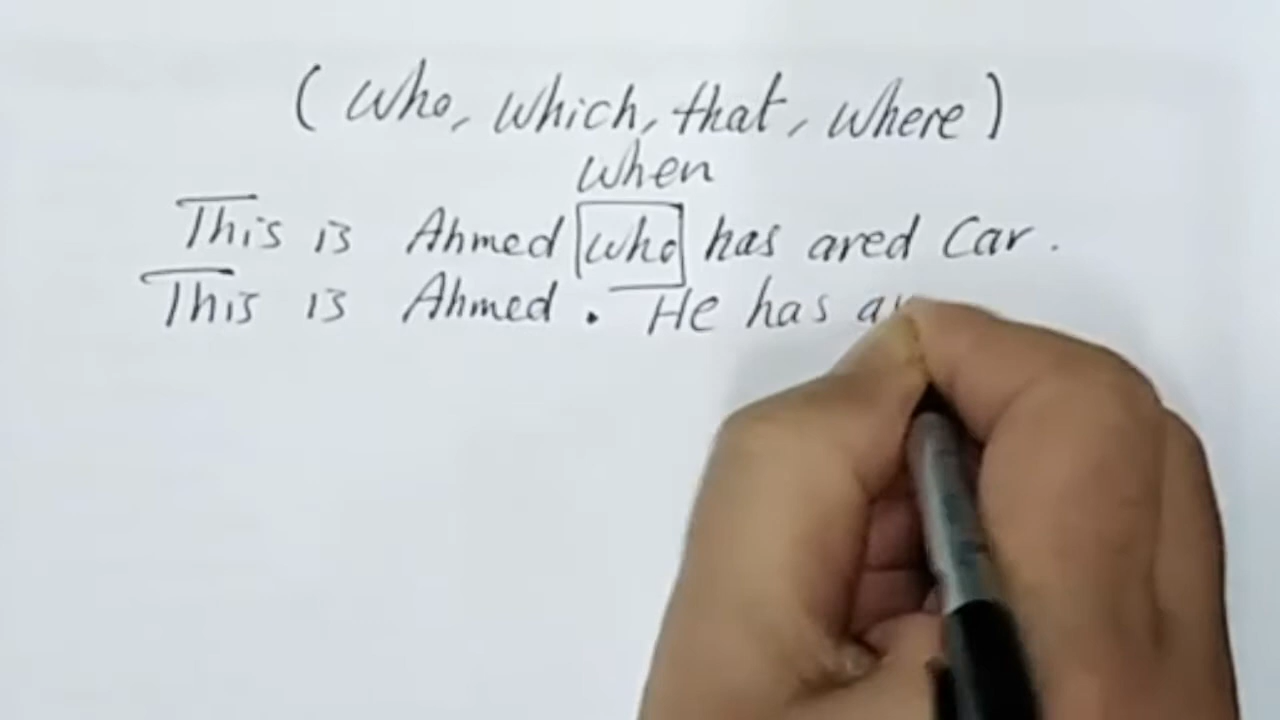 (who, which, that, where)
when
This is Ahmed who has ared Car.
This is Ahmed. He has a